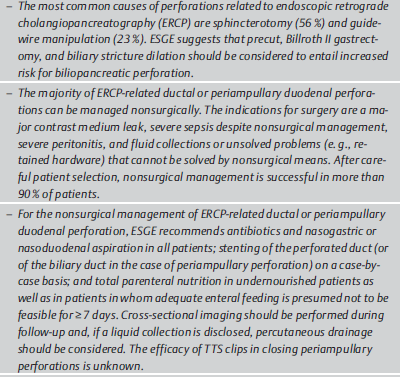 – The most common causes of perforations related to endoscopic retrograde
cholangiopancreatography (ERCP) are sphincterotomy (56 %) and guide-
wire manipulation (23 %). ESGE suggests that precut, Billroth II gastrect-
omy, and biliary stricture dilation should be considered to entail increased
risk for biliopancreatic perforation.
– The majority of ERCP-related ductal or periampullary duodenal perfora-
tions can be managed nonsurgically. The indications for surgery are a ma-
jor contrast medium leak, severe sepsis despite nonsurgical management,
severe peritonitis, and fluid collections or unsolved problems (e. g., re-
tained hardware) that cannot be solved by nonsurgical means. After care-
ful patient selection, nonsurgical management is successful in more than
90 % of patients.
– For the nonsurgical management of ERCP-related ductal or periampullary
duodenal perforation, ESGE recommends antibiotics and nasogastric or
nasoduodenal aspiration in all patients; stenting of the perforated duct (or
of the biliary duct in the case of periampullary perforation) on a case-by-
case basis; and total parenteral nutrition in undernourished patients as
well as in patients in whom adequate enteral feeding is presumed not to be
feasible for ≥ 7 days. Cross-sectional imaging should be performed during
follow-up and, if a liquid collection is disclosed, percutaneous drainage
should be considered. The efficacy of TTS clips in closing periampullary
perforations is unknown.